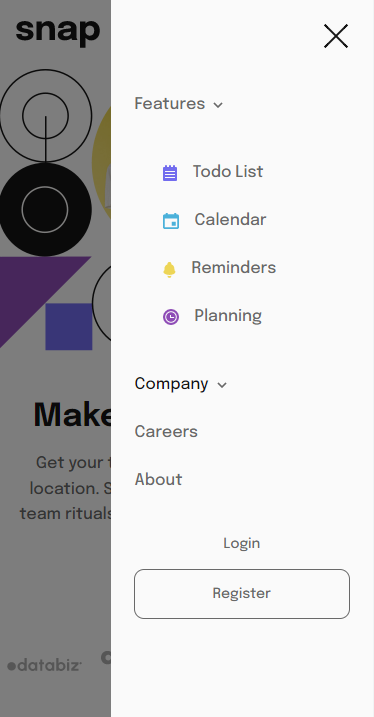 snap
Features
Todo List
Calendar
Reminders
Planning
Company
Careers
About
Login
Register
Make
Get your
location. S
team rituals
databiz